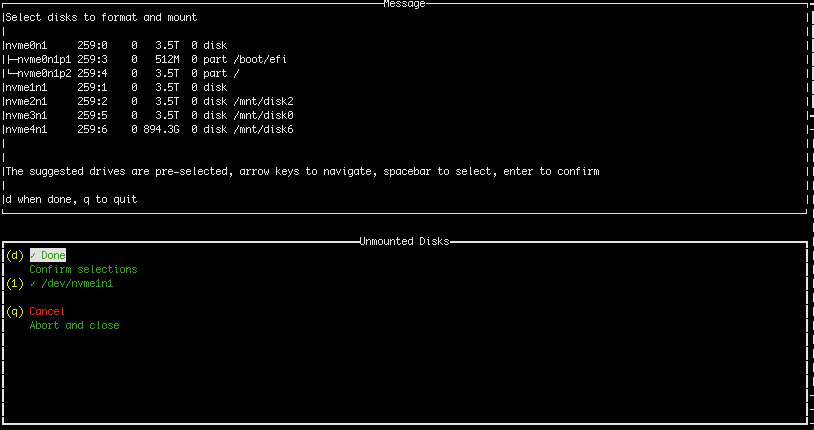 Message
Select disks to format and mount
nvme0n1     259:0    0   3.5T  0 disk
├─nvme0n1p1 259:3    0   512M  0 part /boot/efi
└─nvme0n1p2 259:4    0   3.5T  0 part /
nvme1n1     259:1    0   3.5T  0 disk
nvme2n1     259:2    0   3.5T  0 disk /mnt/disk2
nvme3n1     259:5    0   3.5T  0 disk /mnt/disk0
nvme4n1     259:6    0 894.3G  0 disk /mnt/disk6
The suggested drives are pre-selected, arrow keys to navigate, spacebar to select, enter to confirm
d when done, q to quit
Unmounted Disks
(d) ✓ Done
Confirm selections
(1) ✓ /dev/nvme1n1
(q) Cancel
Abort and close